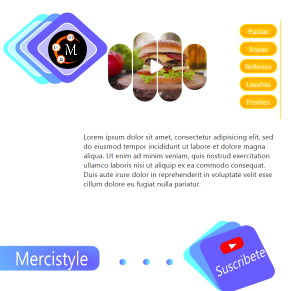 M
Pastas
Sopas
Rellenos
Lasañas
Postres
Lorem ipsum dolor sit amet, consectetur adipisicing elit, sed
do eiusmod tempor incididunt ut labore et dolore magna
aliqua. Ut enim ad minim veniam, quis nostrud exercitation
ullamco laboris nisi ut aliquip ex ea commodo consequat.
Duis aute irure dolor in reprehenderit in voluptate velit esse
cillum dolore eu fugiat nulla pariatur.
Mercistyle
Suscribete